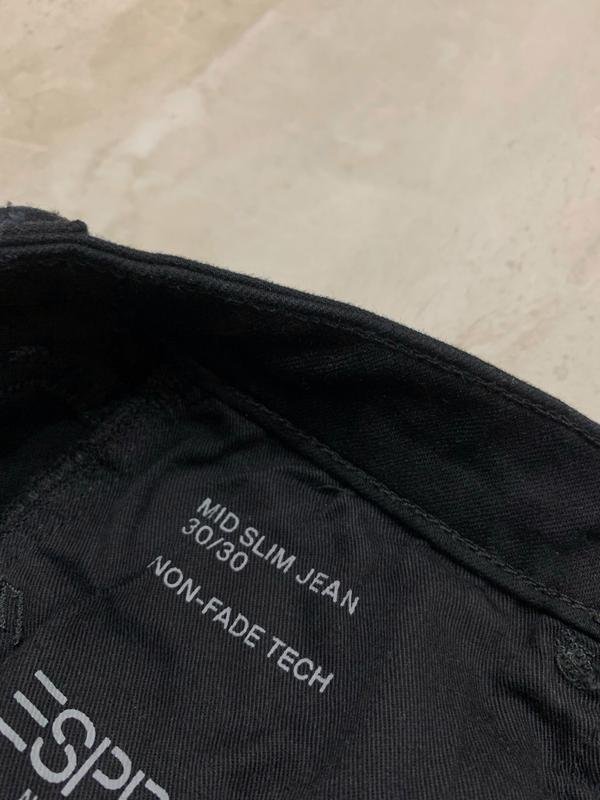 MID SLIM JEAN
30/30
NON-FADE TECH